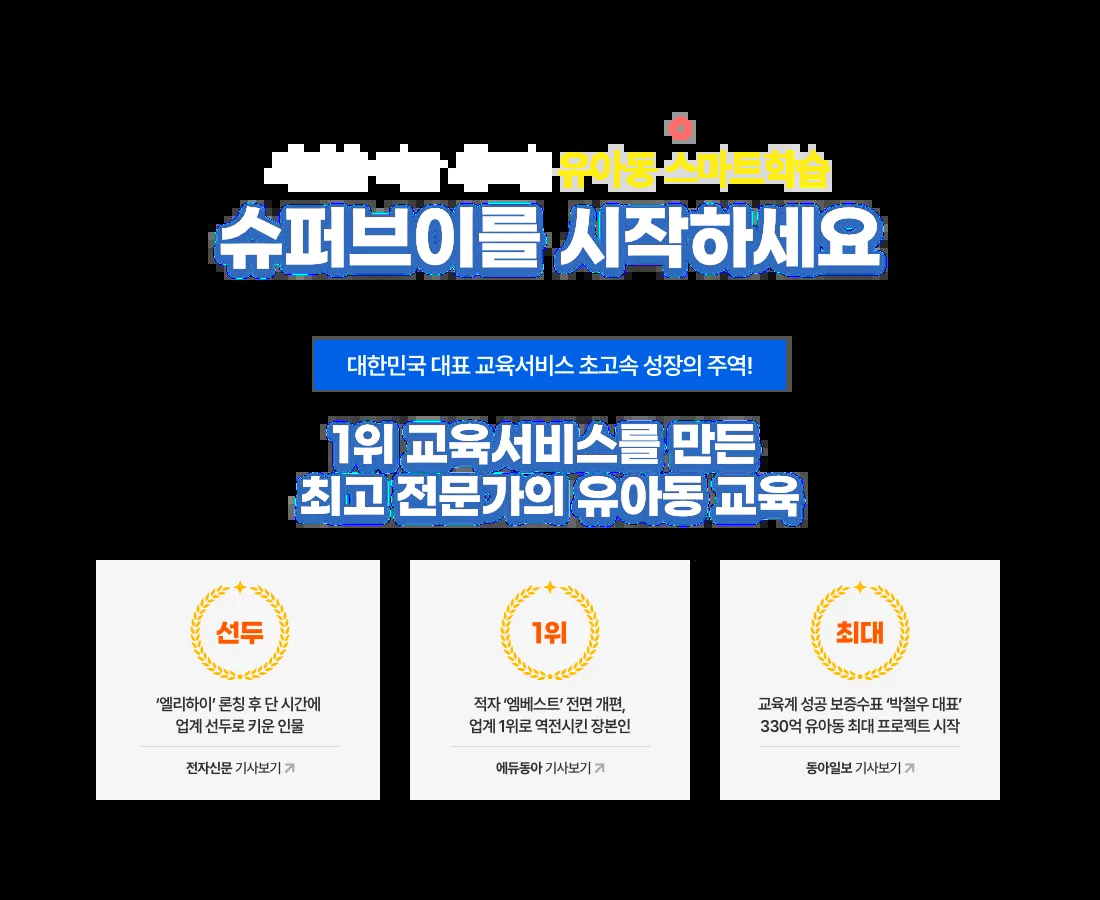 유아동 스마트학습
슈퍼브이를 시작하세요
대한민국 대표 교육서비스 초고속 성장의 주역!
1위 교육서비스를 만든
최고 전문가의 유아동 교육
선두
‘엘리하이’ 론칭 후 단 시간에
업계 선두로 키운 인물
전자신문 기사보기
1위
적자 ‘엠베스트’ 전면 개편,
업계 1위로 역전시킨 장본인
에듀동아 기사보기
최대
교육계 성공 보증수표 ‘박철우 대표’
330억 유아동 최대 프로젝트 시작
동아일보 기사보기